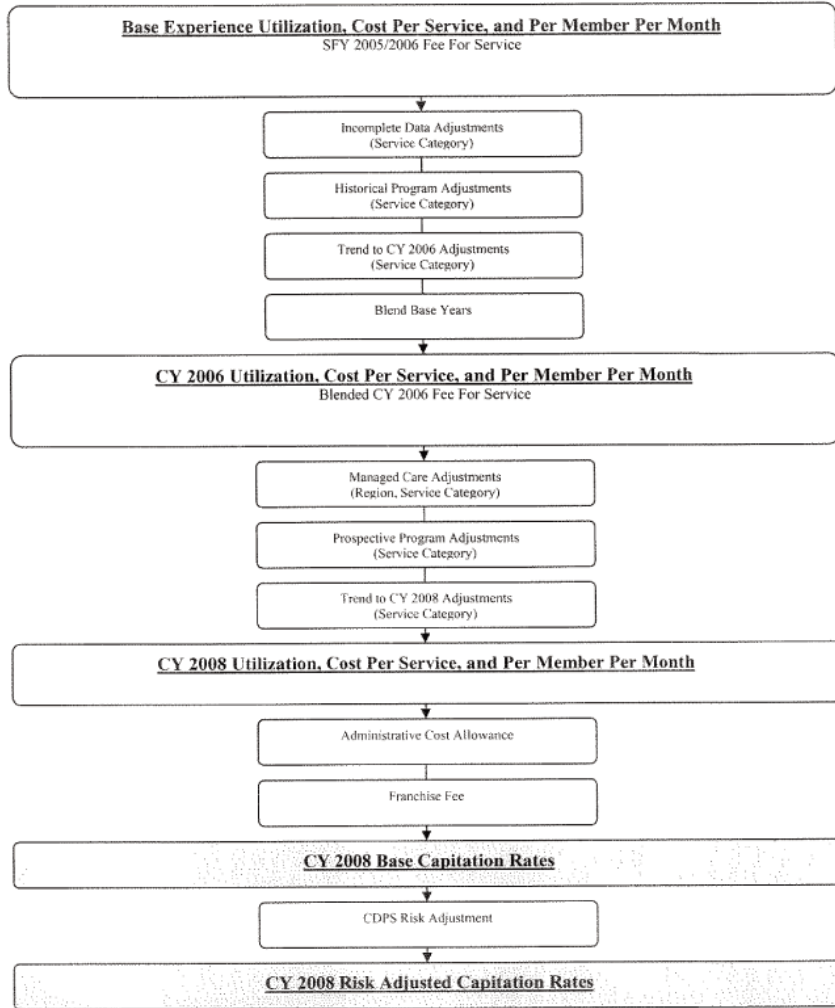 Base Experience Utilization, Cost Per Service, and Per Member Per Month
SFY 2005/2006 Fee For Service
Incomplete Data Adjustments
(Service Category)
Historical Program Adjustments
(Service Category)
Trend to CY 2006 Adjustments
(Service Category)
Blend Base Years
CY 2006 Utilization, Cost Per Service, and Per Member Per Month
Blended CY 2006 Fee For Service
Managed Care Adjustments
(Region, Service Category)
Prospective Program Adjustments
(Service Category)
Trend to CY 2008 Adjustments
(Service Category)
CY 2008 Utilization, Cost Per Service, and Per Member Per Month
Administrative Cost Allowance
Franchise Fee
CY 2008 Base Capitation Rates
CDPS Risk Adjustment
CY 2008 Risk Adjusted Capitation Rates